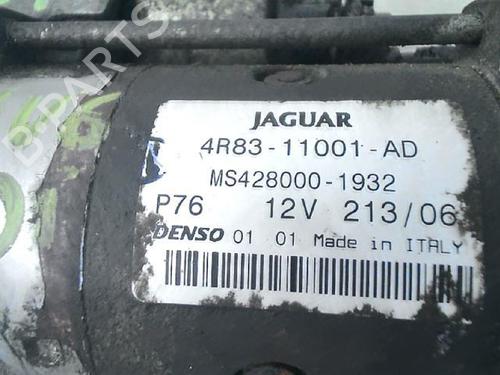 JAGUAR
4R83-11001-AD
MS428000-1932
P76 12V 213/06
DENSO 01 01 Made in ITALY
B-PARTS